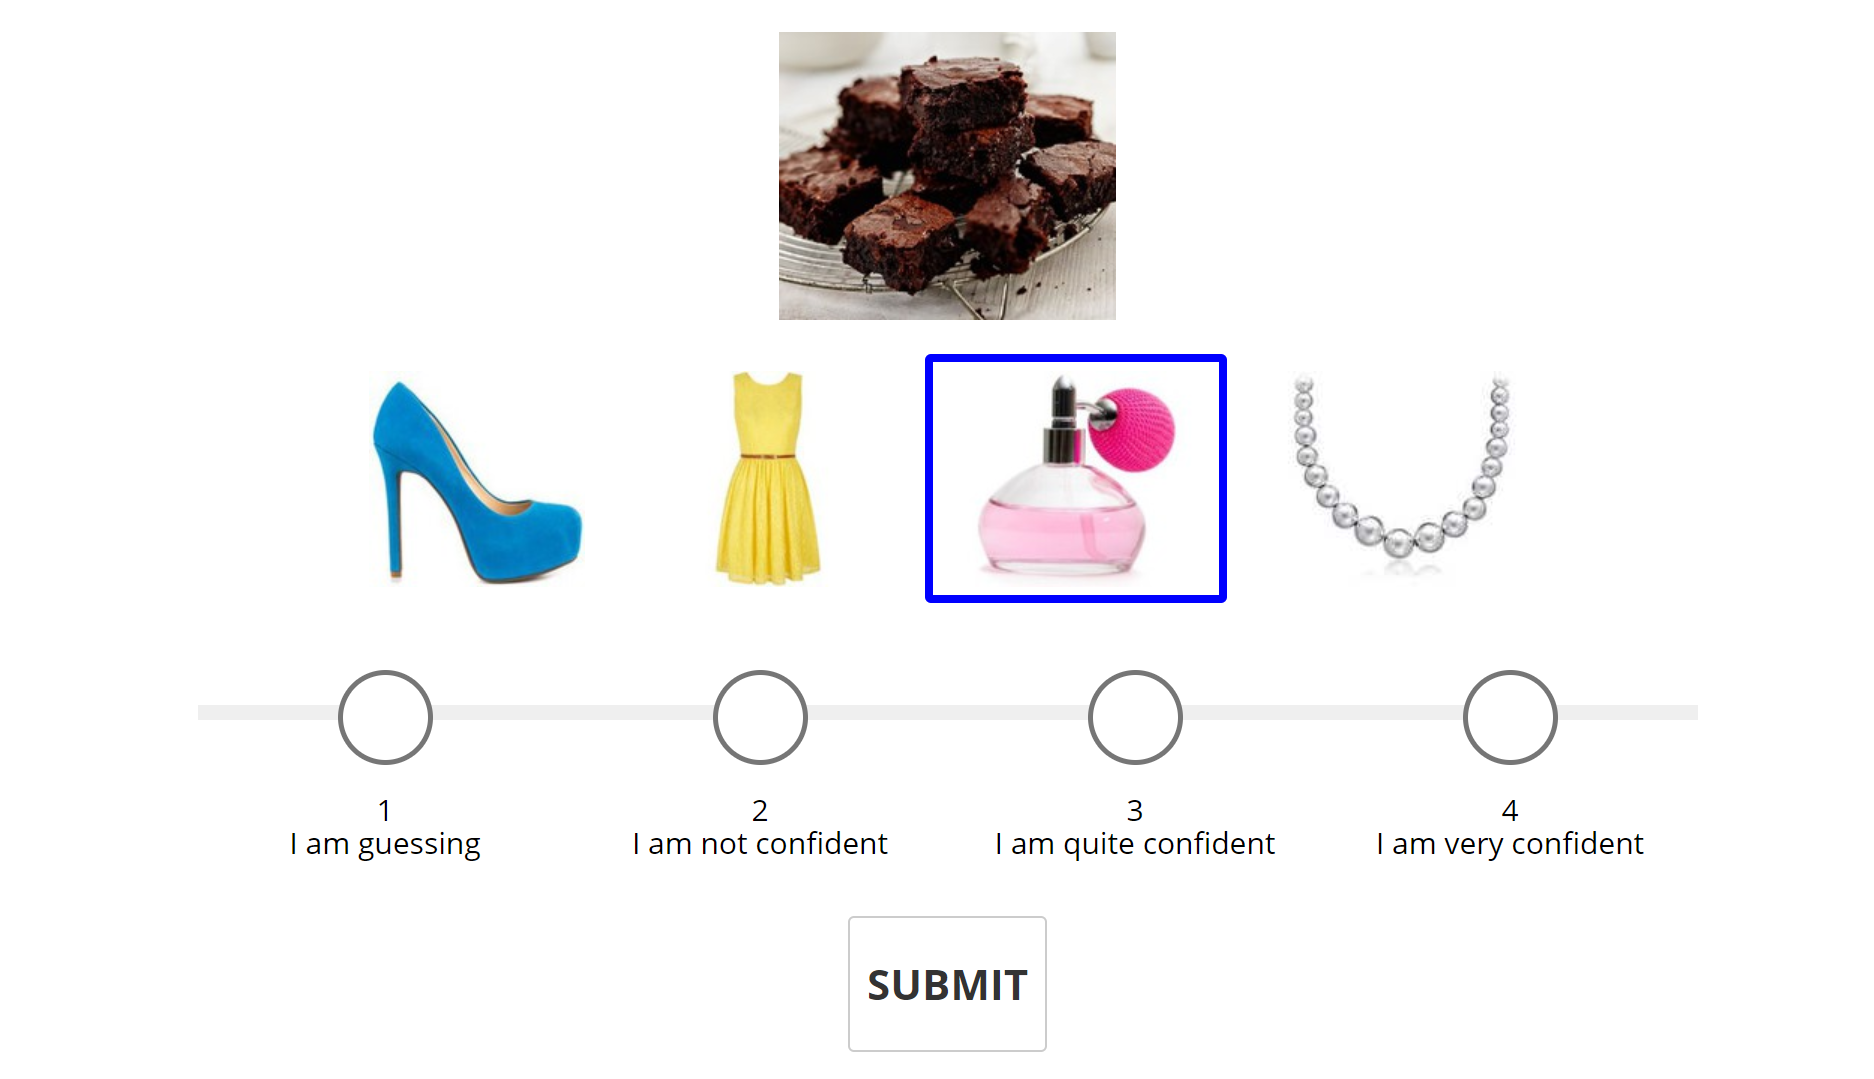 1
I am guessing
2
I am not confident
3
I am quite confident
4
I am very confident
SUBMIT